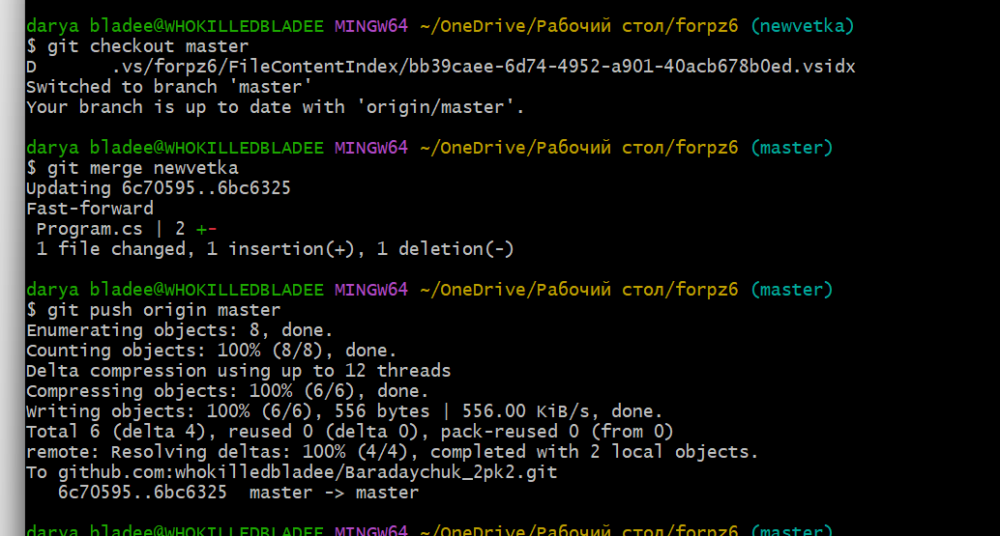 darya bladee@WHOKILLEDBLADEE MINGW64 ~/OneDrive/Рабочий стол/forpz6 (newvetka)
$ git checkout master
D       .vs/forpz6/FileContentIndex/bb39caee-6d74-4952-a901-40acb678b0ed.vsidx
Switched to branch 'master'
Your branch is up to date with 'origin/master'.
darya bladee@WHOKILLEDBLADEE MINGW64 ~/OneDrive/Рабочий стол/forpz6 (master)
$ git merge newvetka
Updating 6c70595..6bc6325
Fast-forward
 Program.cs | 2 +-
 1 file changed, 1 insertion(+), 1 deletion(-)
darya bladee@WHOKILLEDBLADEE MINGW64 ~/OneDrive/Рабочий стол/forpz6 (master)
$ git push origin master
Enumerating objects: 8, done.
Counting objects: 100% (8/8), done.
Delta compression using up to 12 threads
Compressing objects: 100% (6/6), done.
Writing objects: 100% (6/6), 556 bytes | 556.00 KiB/s, done.
Total 6 (delta 4), reused 0 (delta 0), pack-reused 0 (from 0)
remote: Resolving deltas: 100% (4/4), completed with 2 local objects.
To github.com:whokilledbladee/Baradaychuk_2pk2.git
   6c70595..6bc6325  master -> master
darya bladee@WHOKILLEDBLADEE MINGW64 ~/OneDrive/Рабочий стол/forpz6 (master)